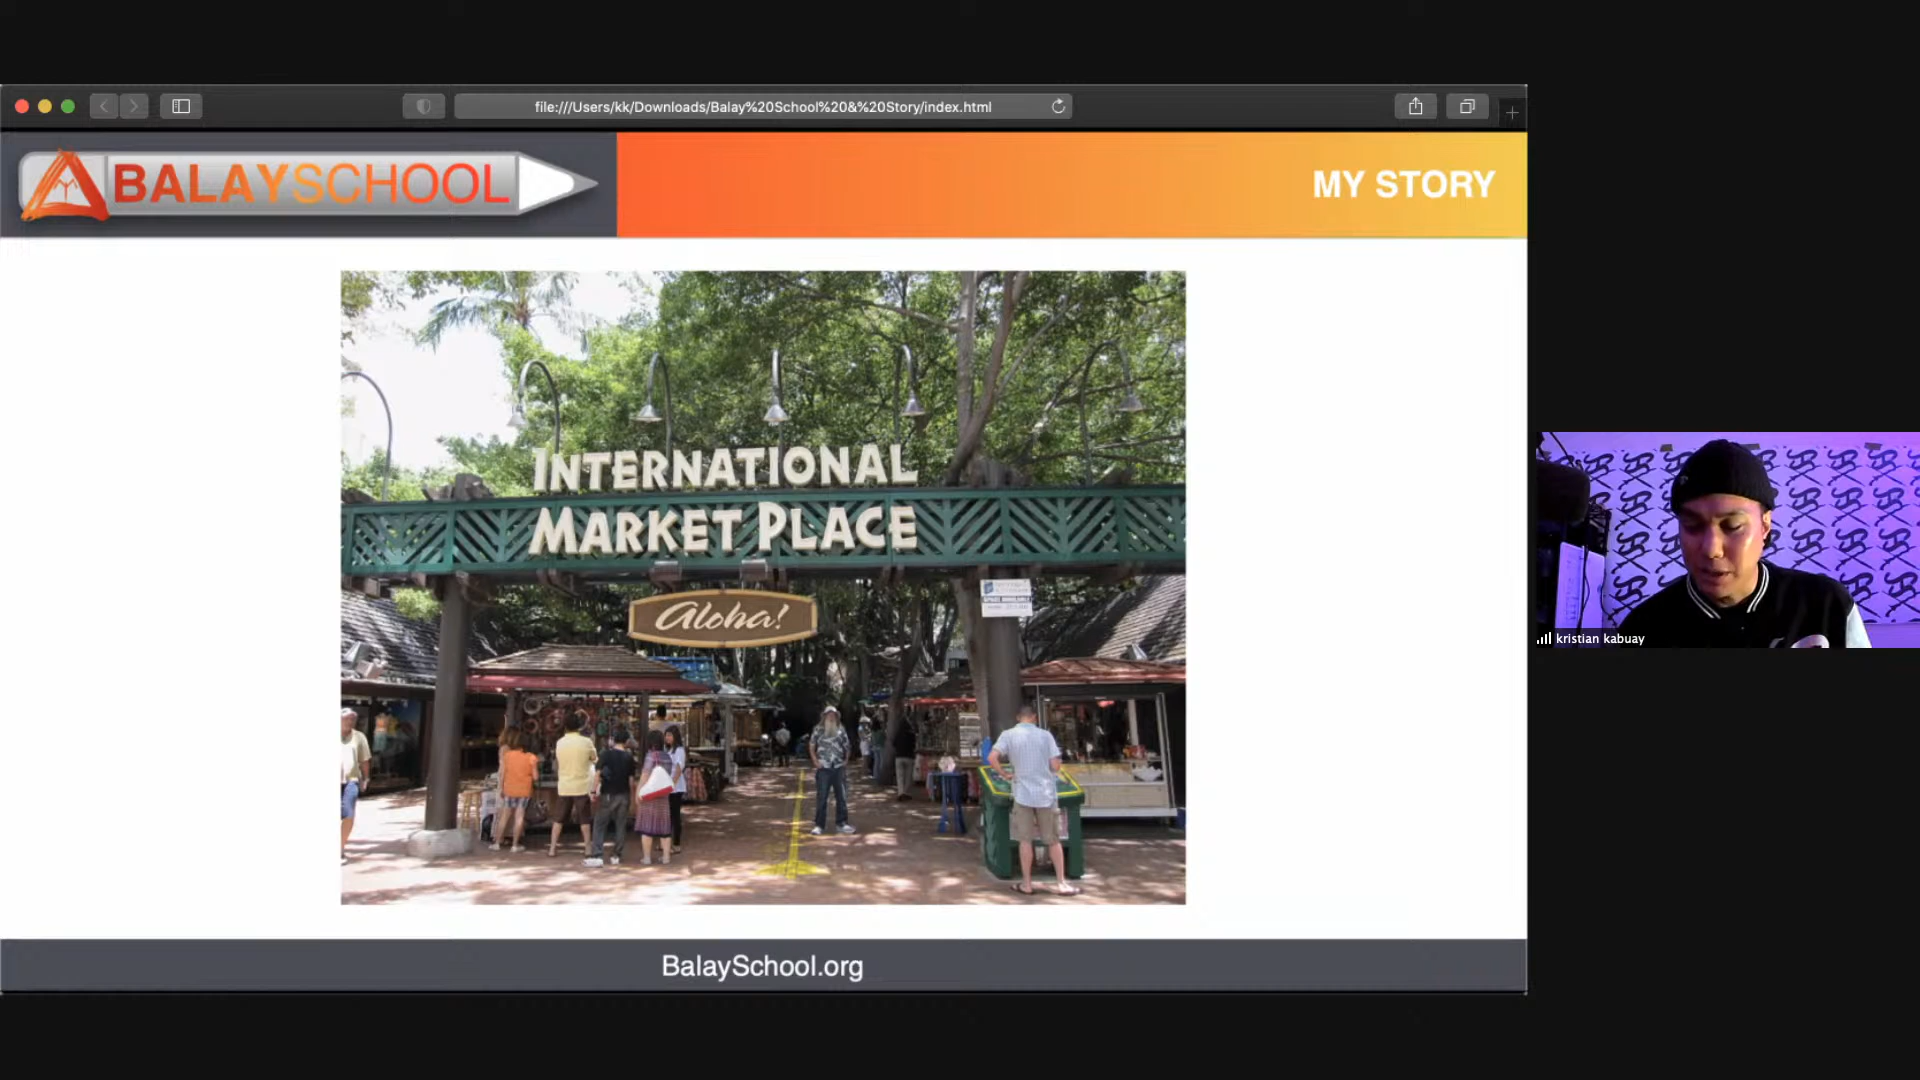 file:///Users/kk/Downloads/Balay%20School%20&%20Story/index.html
BALAYSCHOOL
MY STORY
INTERNATIONAL
MARKET PLACE
Aloha!
kristian kabuay
BalaySchool.org